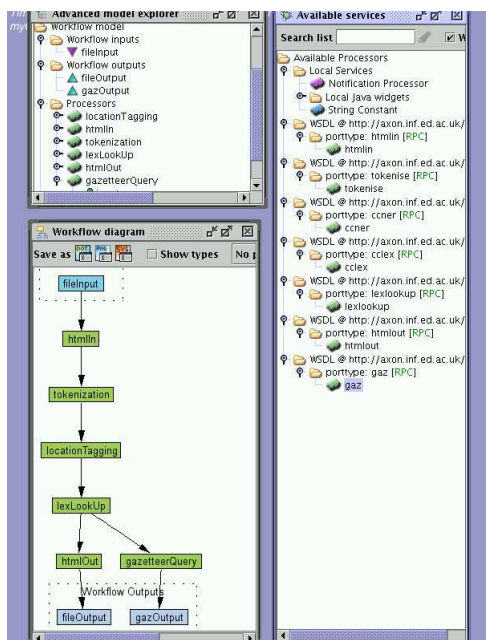 Advanced model explorer
Workflow model
Workflow inputs
fileInput
Workflow outputs
fileOutput
gazOutput
Processors
locationTagging
htmlIn
tokenization
lexLookUp
htmlOut
gazetteerQuery
Workflow diagram
Save as
Show types
No
fileInput
htmlIn
tokenization
locationTagging
lexLookUp
htmlOut
gazetteerQuery
Workflow Outputs
fileOutput
gazOutput
Available services
Search list
Available Processors
Local Services
Notification Processor
Local Java widgets
String Constant
WSDL @ http://axon.inf.ed.ac.uk/
porttype: htmlin [RPC]
htmlin
WSDL @ http://axon.inf.ed.ac.uk/
porttype: tokenise [RPC]
tokenise
WSDL @ http://axon.inf.ed.ac.uk/
porttype: ccner [RPC]
ccner
WSDL @ http://axon.inf.ed.ac.uk/
porttype: cclex [RPC]
cclex
WSDL @ http://axon.inf.ed.ac.uk/
porttype: lexlookup [RPC]
lexlookup
WSDL @ http://axon.inf.ed.ac.uk/
porttype: htmlout [RPC]
htmlout
WSDL @ http://axon.inf.ed.ac.uk/
porttype: gaz [RPC]
gaz